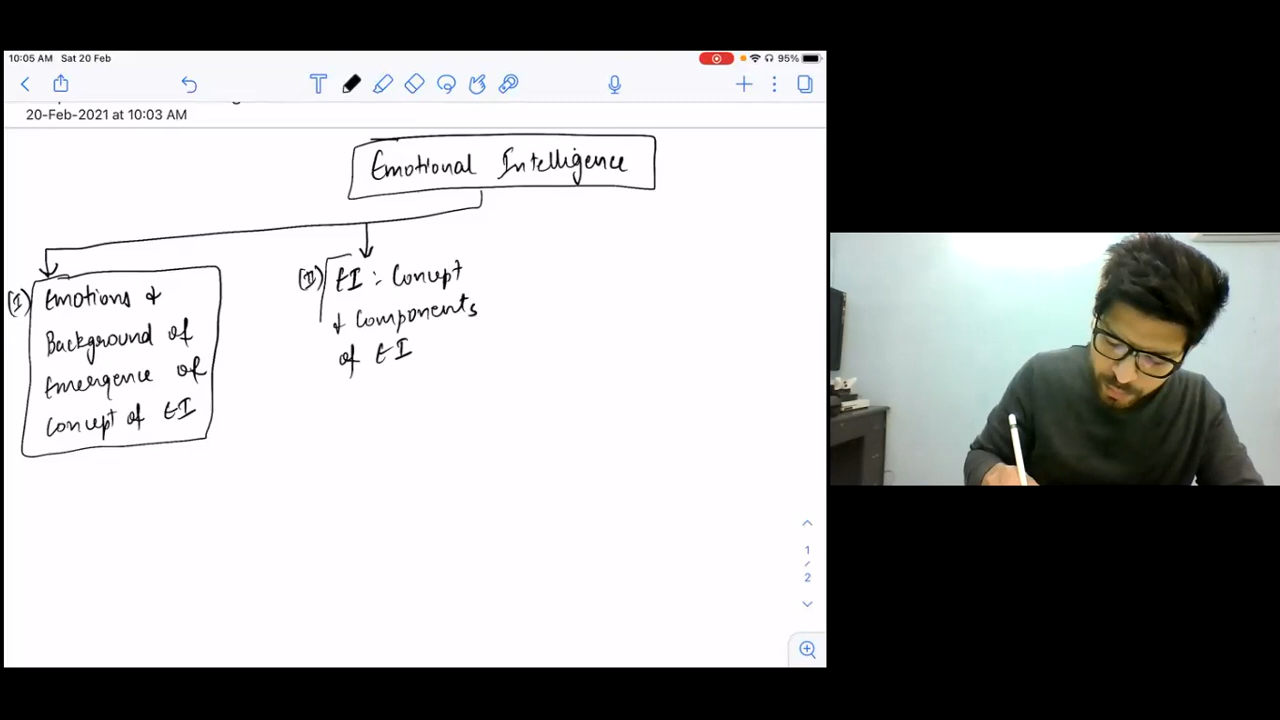 10:05 AM Sat 20 Feb
95%
20-Feb-2021 at 10:03 AM
Emotional Intelligence
(I) Emotions &
Background of
Emergence of
Concept of EI
(II) EI : Concept
& Components
of EI
1
/
2